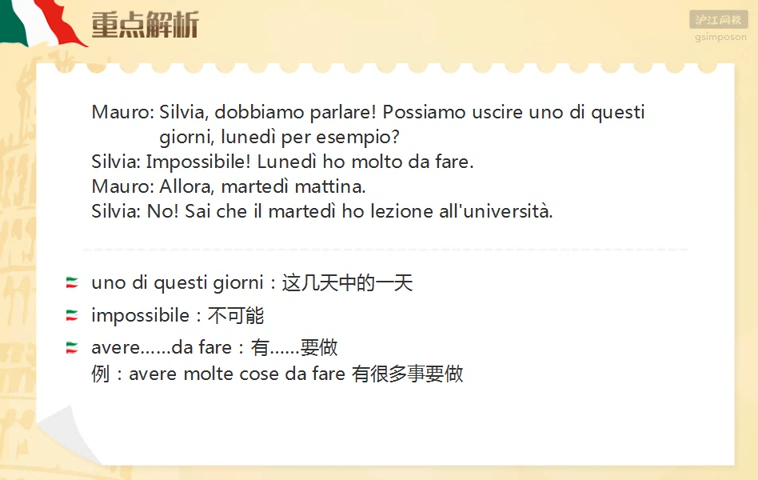 重点解析
沪江网校
gsimposon
Mauro: Silvia, dobbiamo parlare! Possiamo uscire uno di questi
giorni, lunedì per esempio?
Silvia: Impossibile! Lunedì ho molto da fare.
Mauro: Allora, martedì mattina.
Silvia: No! Sai che il martedì ho lezione all'università.
uno di questi giorni：这几天中的一天
impossibile：不可能
avere……da fare：有……要做
例：avere molte cose da fare 有很多事要做